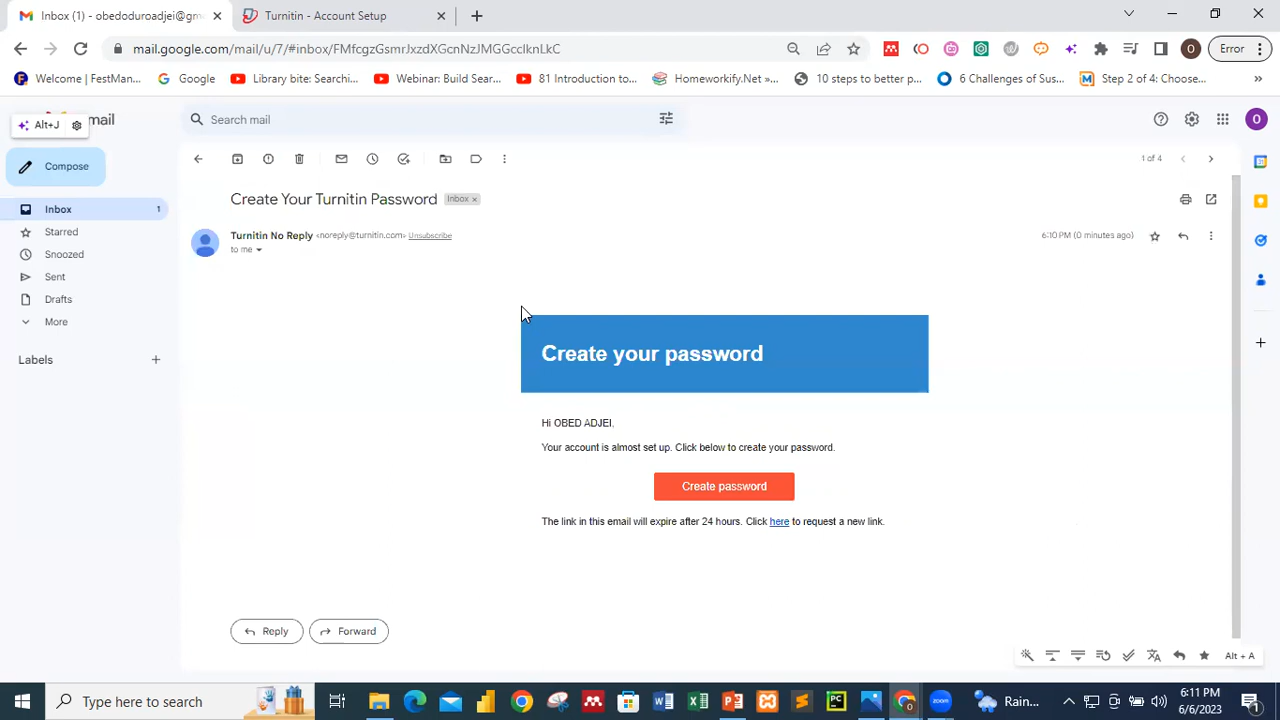 Inbox (1) - obedoduroadjei@gm
Turnitin - Account Setup
mail.google.com/mail/u/7/#inbox/FMfcgzGsmrJxzdXGcnNzJMGGcclknLkC
O
Error
Welcome | FestMan...
Google
Library bite: Searchi...
Webinar: Build Sear...
81 Introduction to...
Homeworkify.Net »...
10 steps to better p...
6 Challenges of Sus...
Step 2 of 4: Choose...
»
Alt+J
mail
Search mail
O
Compose
1 of 4
Inbox 1
Starred
Snoozed
Sent
Drafts
More
Labels
Create Your Turnitin Password
Inbox ×
Turnitin No Reply <noreply@turnitin.com> Unsubscribe
6:10 PM (0 minutes ago)
to me
Create your password
Hi OBED ADJEI,
Your account is almost set up. Click below to create your password.
Create password
The link in this email will expire after 24 hours. Click here to request a new link.
Reply
Forward
Alt + A
Type here to search
PC
zoom
Rain...
6:11 PM
6/6/2023
1